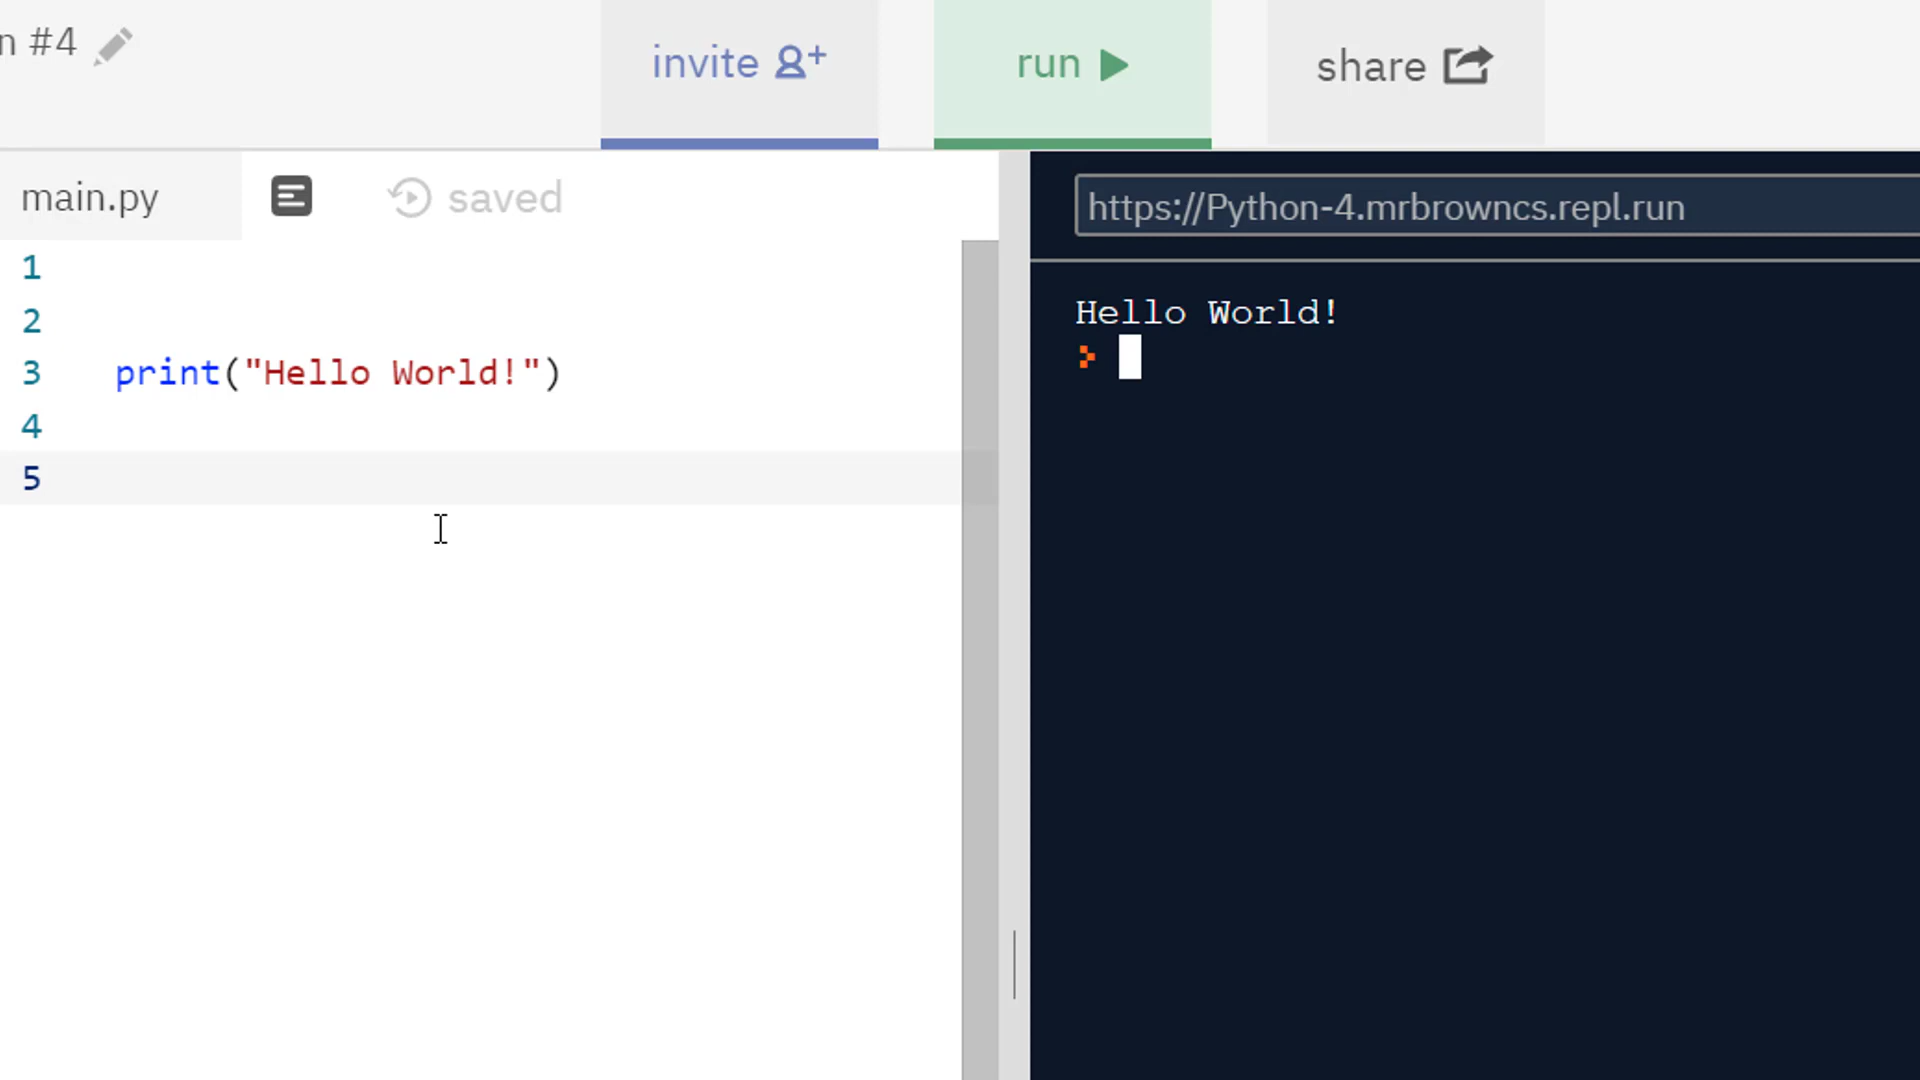 n #4
invite
run
share
main.py
saved
https://Python-4.mrbrowncs.repl.run
1
2
3 print("Hello World!")
4
5
Hello World!